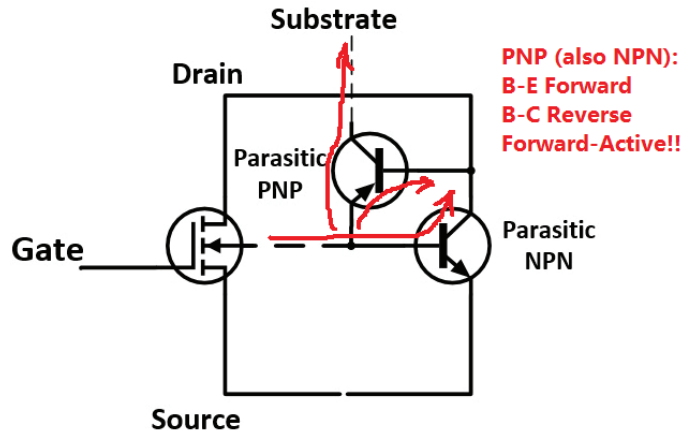 Substrate
Drain
PNP (also NPN):
B-E Forward
B-C Reverse
Forward-Active!!
Parasitic
PNP
Gate
Parasitic
NPN
Source